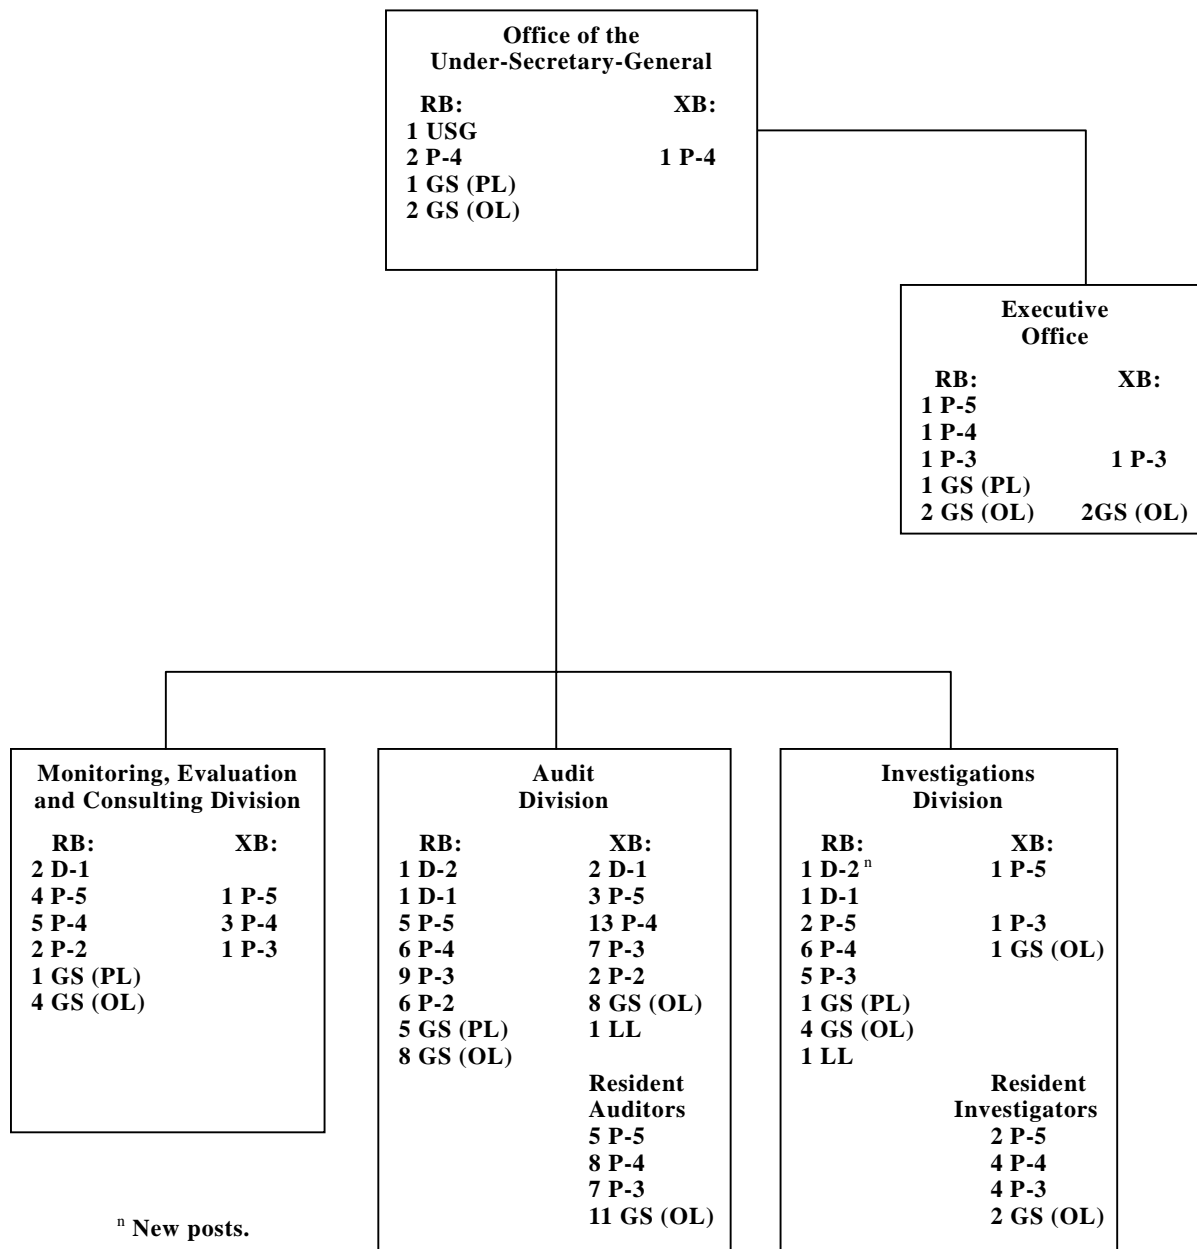 Office of the
Under-Secretary-General
RB: XB:
1 USG
2 P-4 1 P-4
1 GS (PL)
2 GS (OL)
Executive
Office
RB: XB:
1 P-5
1 P-4
1 P-3 1 P-3
1 GS (PL)
2 GS (OL) 2GS (OL)
Monitoring, Evaluation
and Consulting Division
RB: XB:
2 D-1
4 P-5 1 P-5
5 P-4 3 P-4
2 P-2 1 P-3
1 GS (PL)
4 GS (OL)
Audit
Division
RB: XB:
1 D-2 2 D-1
1 D-1 3 P-5
5 P-5 13 P-4
6 P-4 7 P-3
9 P-3 2 P-2
6 P-2 8 GS (OL)
5 GS (PL) 1 LL
8 GS (OL)
Resident
Auditors
5 P-5
8 P-4
7 P-3
11 GS (OL)
Investigations
Division
RB: XB:
1 D-2 n 1 P-5
1 D-1
2 P-5 1 P-3
6 P-4 1 GS (OL)
5 P-3
1 GS (PL)
4 GS (OL)
1 LL
Resident
Investigators
2 P-5
4 P-4
4 P-3
2 GS (OL)
n New posts.